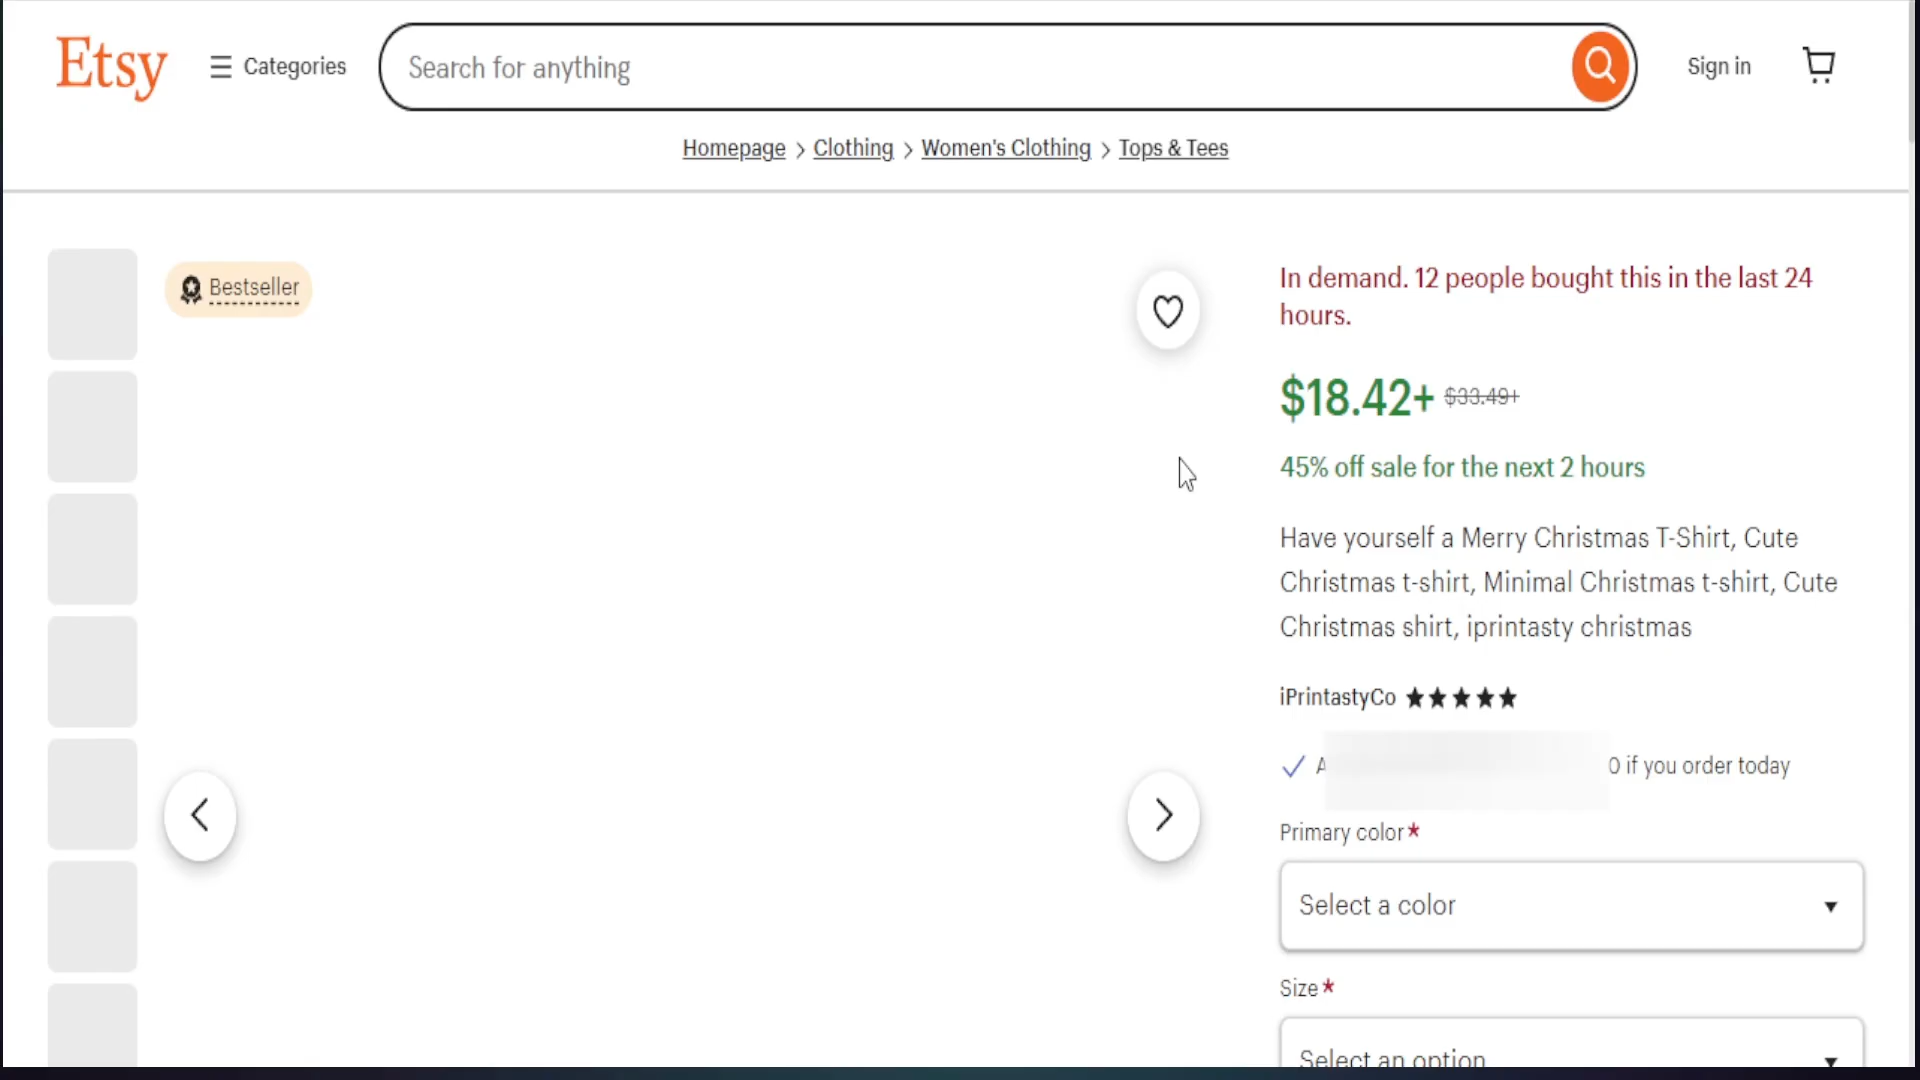 Etsy
Categories
Search for anything
Sign in
Homepage > Clothing > Women's Clothing > Tops & Tees
Bestseller
In demand. 12 people bought this in the last 24
hours.
$18.42+ $33.49+
45% off sale for the next 2 hours
Have yourself a Merry Christmas T-Shirt, Cute
Christmas t-shirt, Minimal Christmas t-shirt, Cute
Christmas shirt, iprintasty christmas
iPrintastyCo ★★★★★
if you order today
Primary color*
Select a color
Size*
Select an option